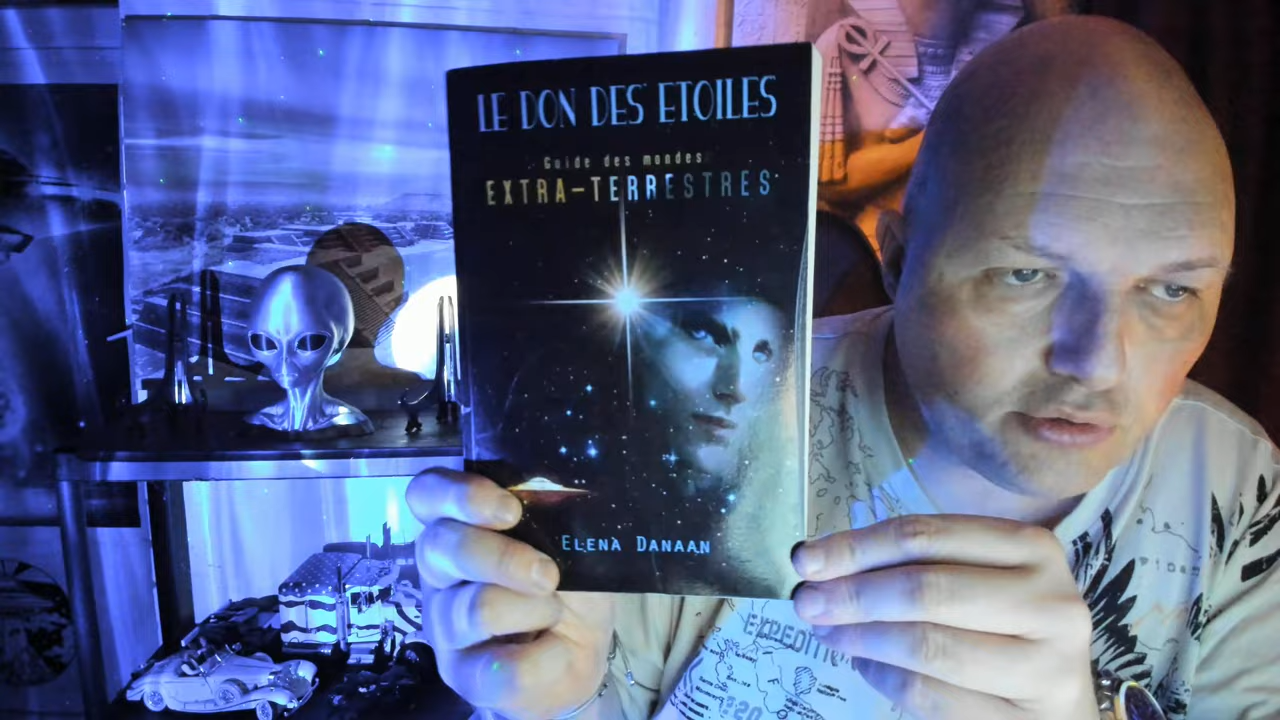 LE DON DES ETOILES
Guide des mondes
EXTRA-TERRESTRES
ELENA DANAAN
EXPEDITION